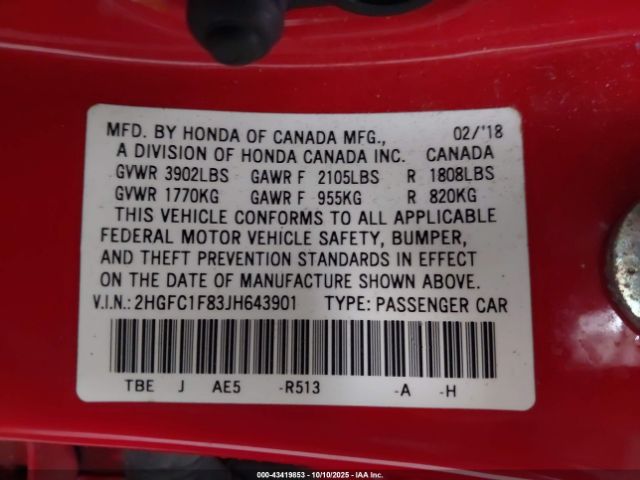 MFD. BY HONDA OF CANADA MFG., 02/'18
A DIVISION OF HONDA CANADA INC. CANADA
GVWR 3902LBS GAWR F 2105LBS R 1808LBS
GVWR 1770KG GAWR F 955KG R 820KG
THIS VEHICLE CONFORMS TO ALL APPLICABLE
FEDERAL MOTOR VEHICLE SAFETY, BUMPER,
AND THEFT PREVENTION STANDARDS IN EFFECT
ON THE DATE OF MANUFACTURE SHOWN ABOVE.
V.I.N.: 2HGFC1F83JH643901 TYPE: PASSENGER CAR
TBE J AE5 -R513 -A -H
000-43419853 | 10/10/2025 | IAA Inc.